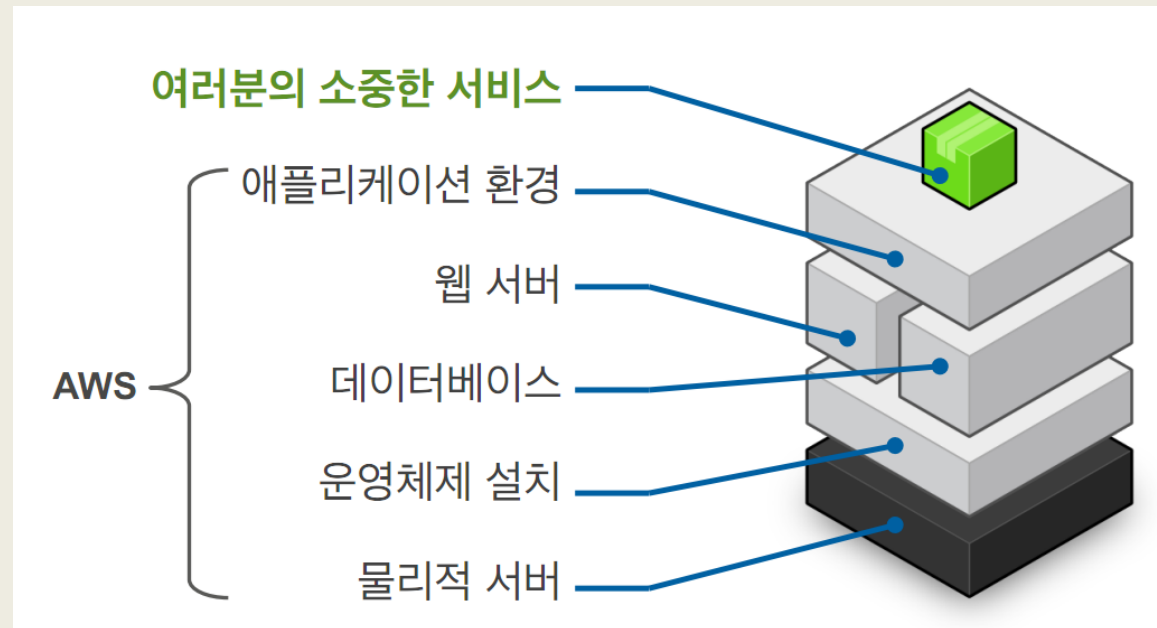 여러분의 소중한 서비스
애플리케이션 환경
웹 서버
데이터베이스
AWS
운영체제 설치
물리적 서버